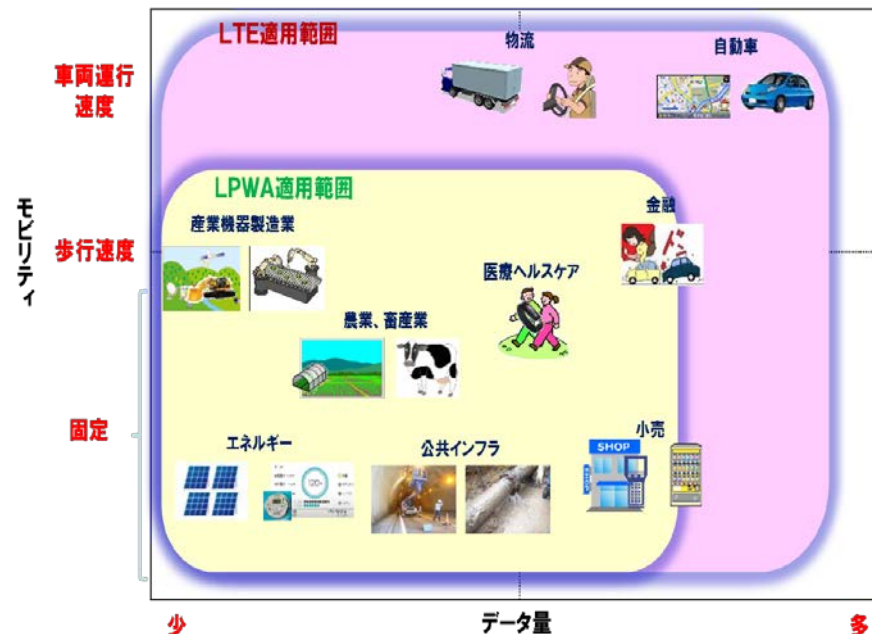 LTE適用範囲
物流
自動車
車両運行
速度
LPWA適用範囲
産業機器製造業
金融
モビリティ
歩行速度
医療ヘルスケア
農業、畜産業
固定
エネルギー
公共インフラ
小売
SHOP
少
データ量
多